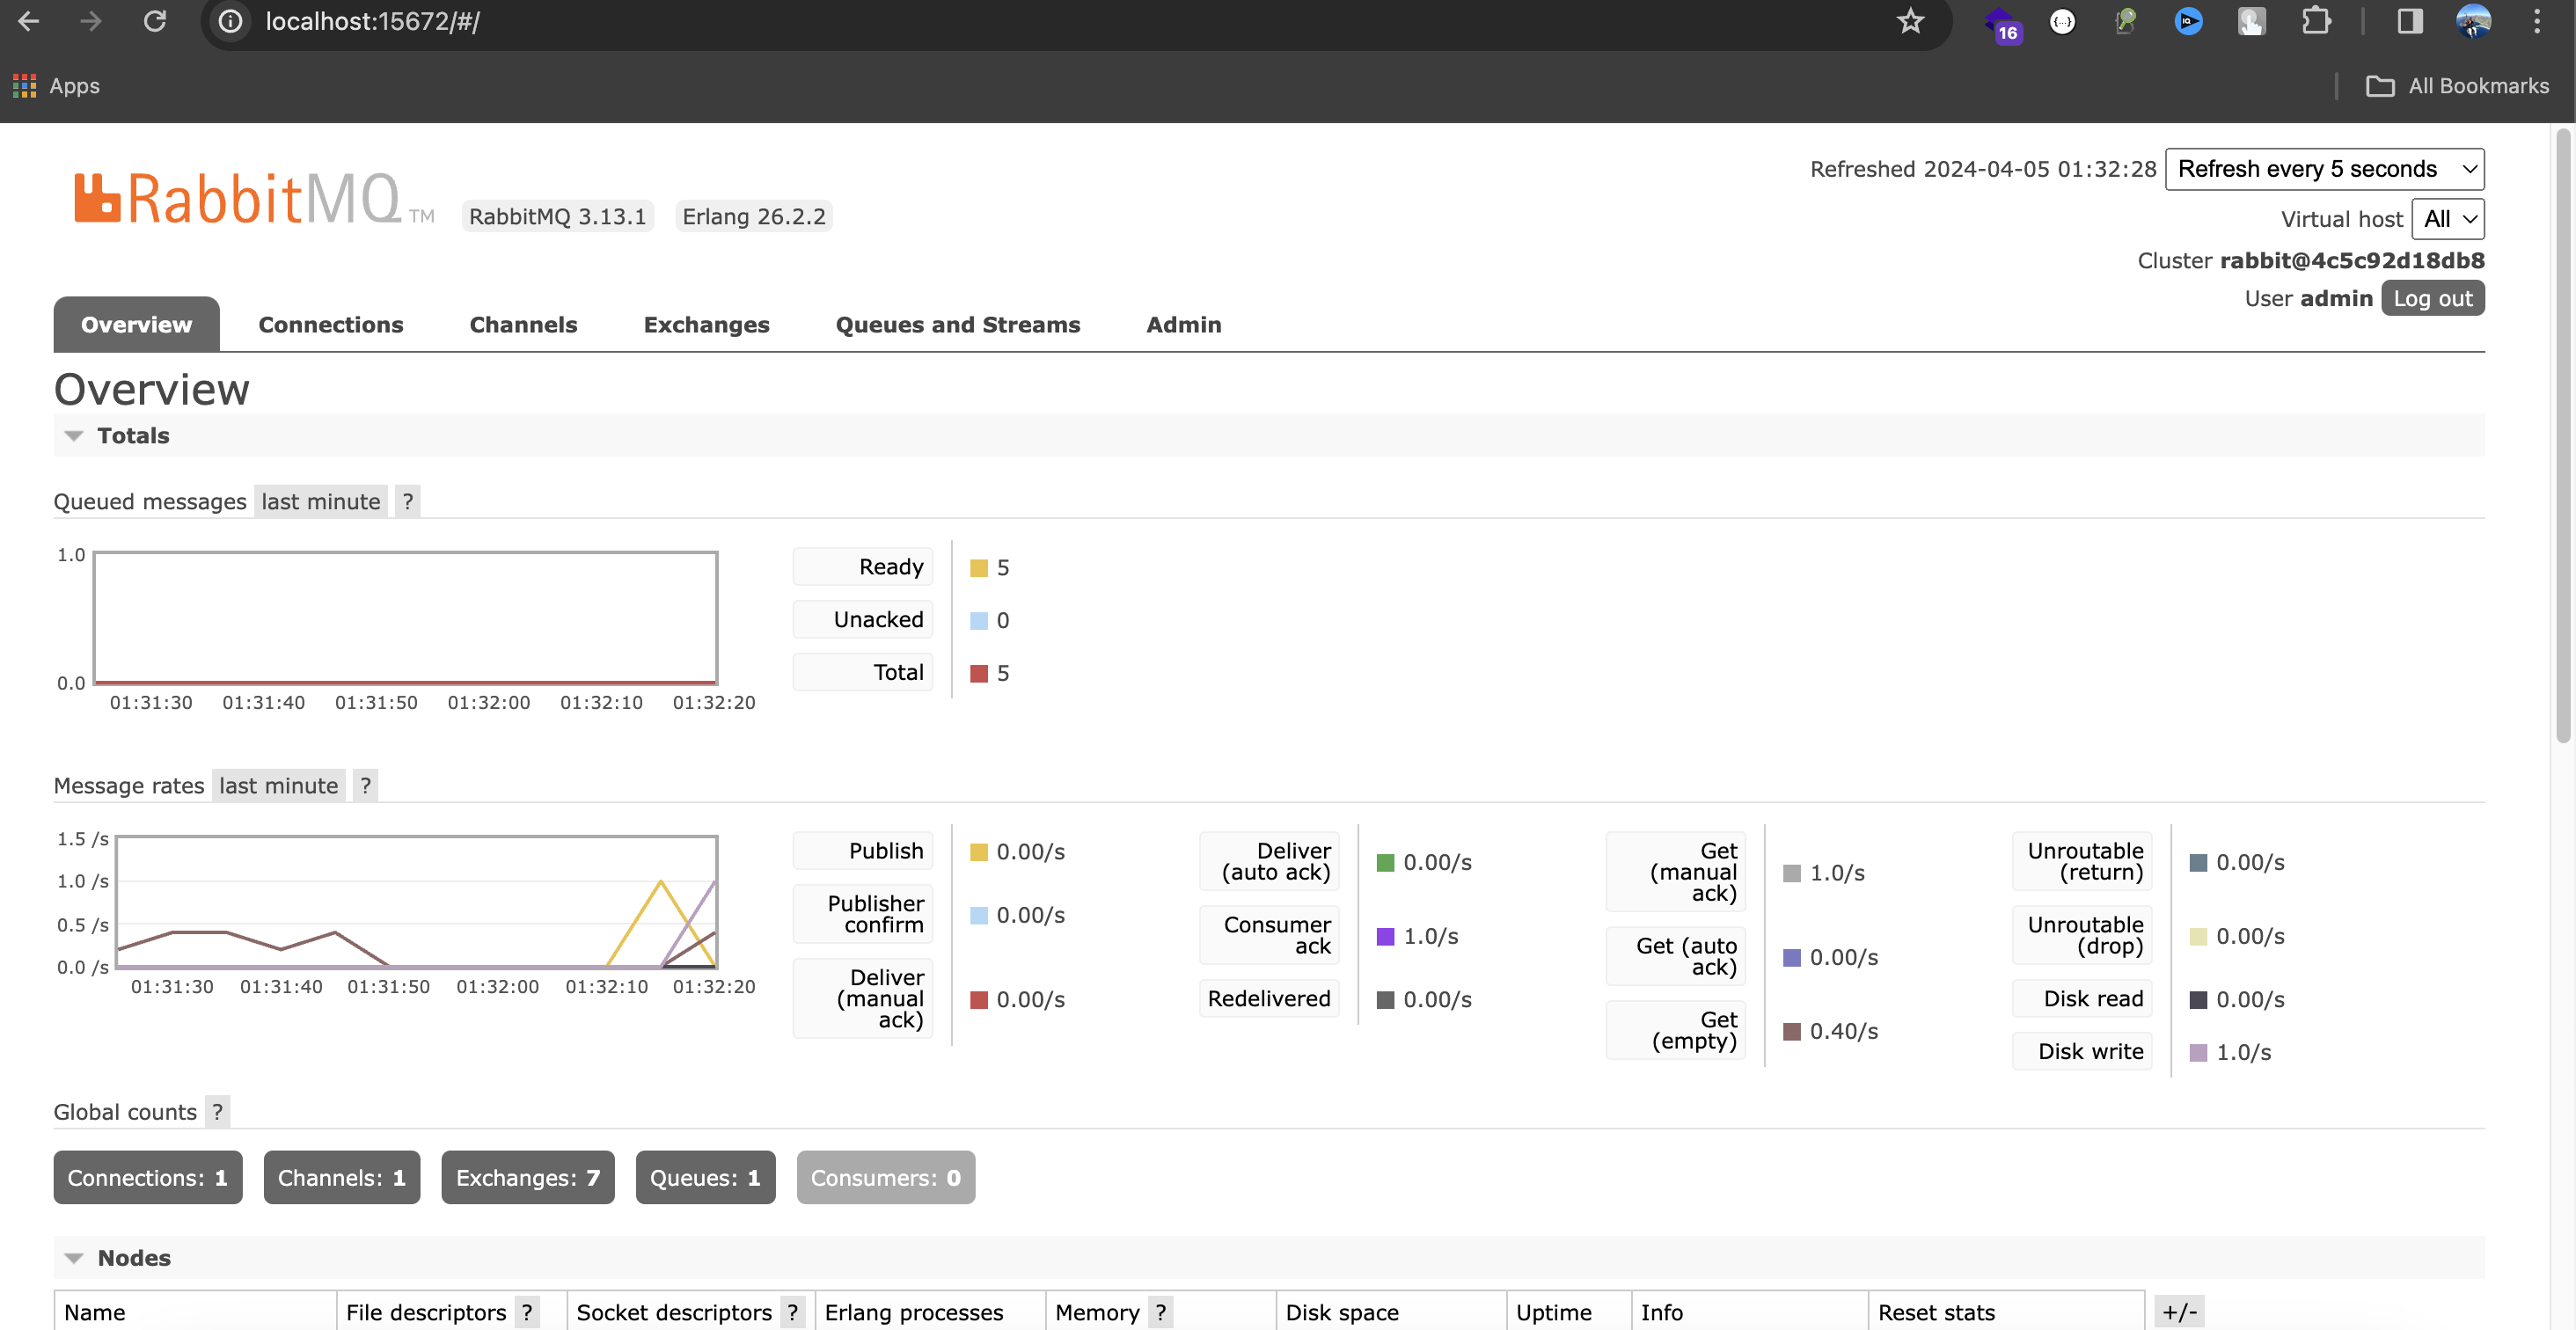 localhost:15672/#/
16
Apps
All Bookmarks
RabbitMQ TM
RabbitMQ 3.13.1 Erlang 26.2.2
Refreshed 2024-04-05 01:32:28 Refresh every 5 seconds
Virtual host All
Cluster rabbit@4c5c92d18db8
User admin Log out
Overview Connections Channels Exchanges Queues and Streams Admin
Overview
Totals
Queued messages last minute ?
1.0
0.0
01:31:30 01:31:40 01:31:50 01:32:00 01:32:10 01:32:20
Ready 5
Unacked 0
Total 5
Message rates last minute ?
1.5 /s
1.0 /s
0.5 /s
0.0 /s
01:31:30 01:31:40 01:31:50 01:32:00 01:32:10 01:32:20
Publish 0.00/s
Publisher
confirm 0.00/s
Deliver
(manual
ack) 0.00/s
Deliver
(auto ack) 0.00/s
Consumer
ack 1.0/s
Redelivered 0.00/s
Get
(manual
ack) 1.0/s
Get (auto
ack) 0.00/s
Get
(empty) 0.40/s
Unroutable
(return) 0.00/s
Unroutable
(drop) 0.00/s
Disk read 0.00/s
Disk write 1.0/s
Global counts ?
Connections: 1 Channels: 1 Exchanges: 7 Queues: 1 Consumers: 0
Nodes
Name File descriptors ? Socket descriptors ? Erlang processes Memory ? Disk space Uptime Info Reset stats +/-